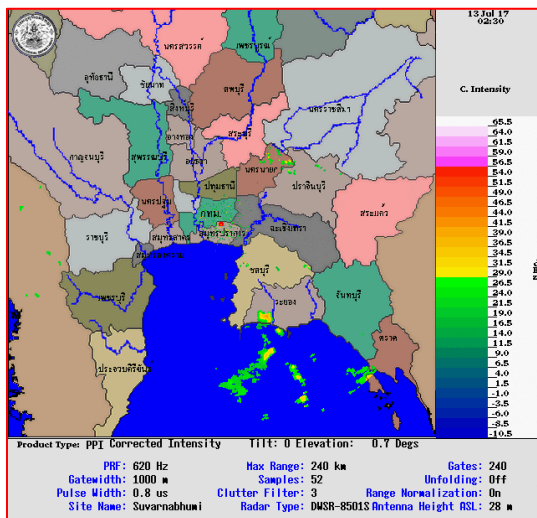 13 Jul 17
02:30
C. Intensity
65.5
64.0
61.5
59.0
56.5
54.0
51.5
49.0
46.5
44.0
41.5
39.0
36.5
34.0
31.5
29.0
26.5
24.0
21.5
19.0
16.5
14.0
11.5
9.0
6.5
4.0
1.5
-1.0
-3.5
-6.0
-8.5
-10.5
นครสวรรค์
เพชรบูรณ์
อุทัยธานี
ชัยนาท
ลพบุรี
สิงห์บุรี
นครราชสีมา
อ่างทอง
สระบุรี
กาญจนบุรี
สุพรรณบุรี
อยุธยา
นครนายก
ปราจีนบุรี
ปทุมธานี
นครปฐม
กทม.
สระแก้ว
ฉะเชิงเทรา
ราชบุรี
สมุทรสาคร
สมุทรปราการ
สมุทรสงคราม
ชลบุรี
เพชรบุรี
ระยอง
จันทบุรี
ตราด
ประจวบคีรีขันธ์
Product Type: PPI Corrected Intensity Tilt: 0 Elevation: 0.7 Degs
PRF: 620 Hz Max Range: 240 km Gates: 240
Gatewidth: 1000 m Samples: 52 Unfolding: Off
Pulse Width: 0.8 us Clutter Filter: 3 Range Normalization: On
Site Name: Suvarnabhumi Radar Type: DWSR-8501S Antenna Height ASL: 28 m